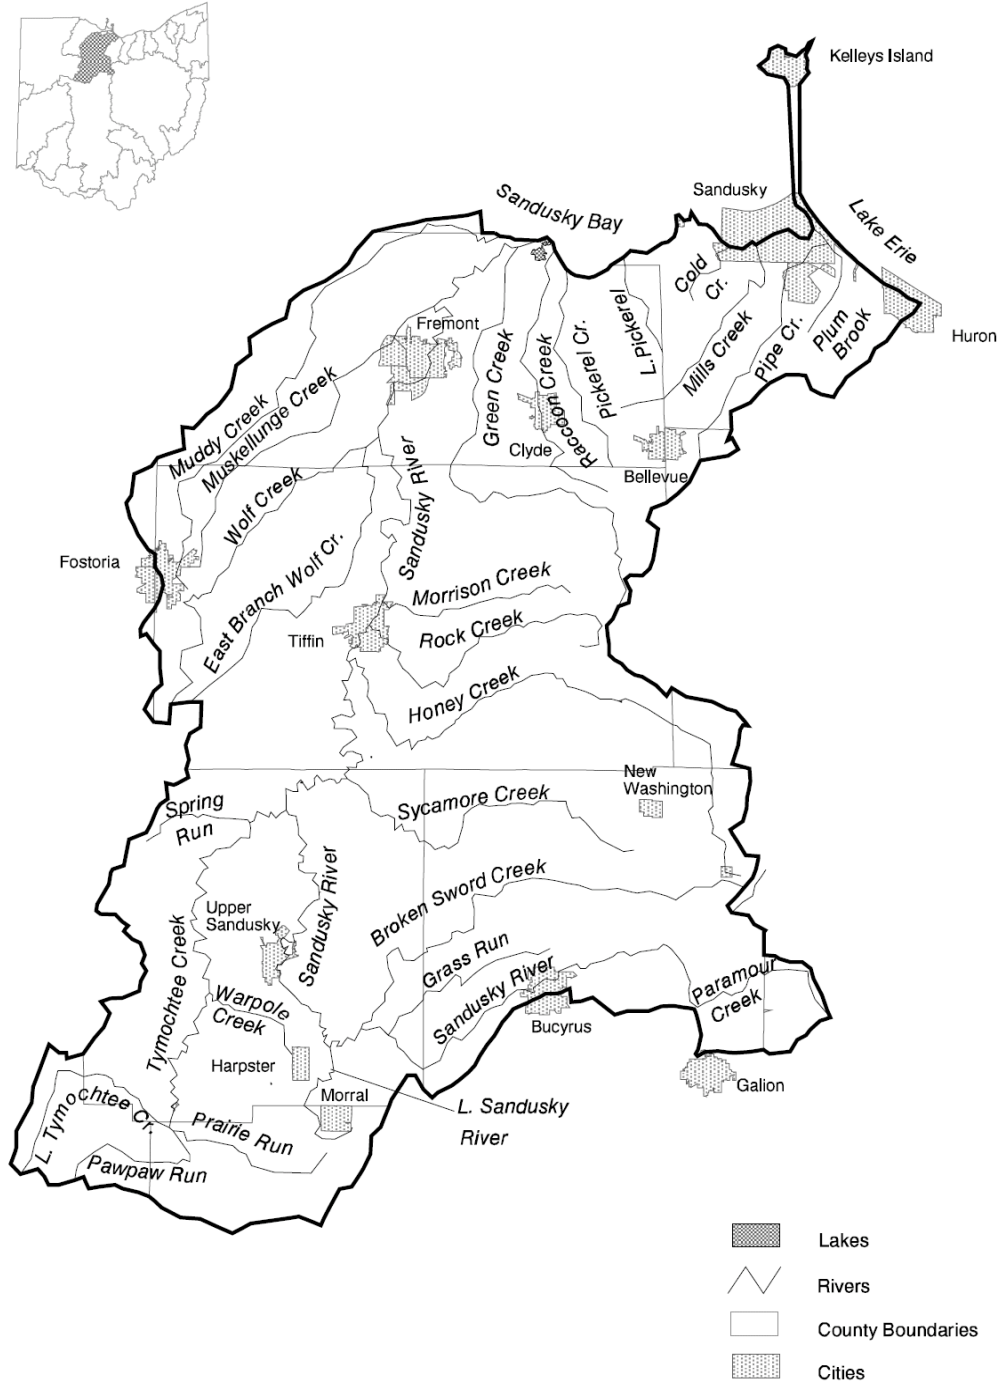 Kelleys Island
Sandusky
Sandusky Bay
Lake Erie
Cold
Cr.
Huron
Fremont
L.Pickerel
Mills Creek
Pipe Cr.
Plum
Brook
Green Creek
Raccoon Creek
Pickerel Cr.
Muddy Creek
Muskellunge Creek
Clyde
Bellevue
Wolf Creek
Sandusky River
Fostoria
East Branch Wolf Cr.
Morrison Creek
Tiffin
Rock Creek
Honey Creek
New
Washington
Spring
Run
Sycamore Creek
Broken Sword Creek
Upper
Sandusky
Sandusky River
Tymochtee Creek
Grass Run
Sandusky River
Paramour
Creek
Warpole
Creek
Bucyrus
Harpster
Galion
Morral
L. Sandusky
River
L. Tymochtee Cr.
Prairie Run
Pawpaw Run
Lakes
Rivers
County Boundaries
Cities